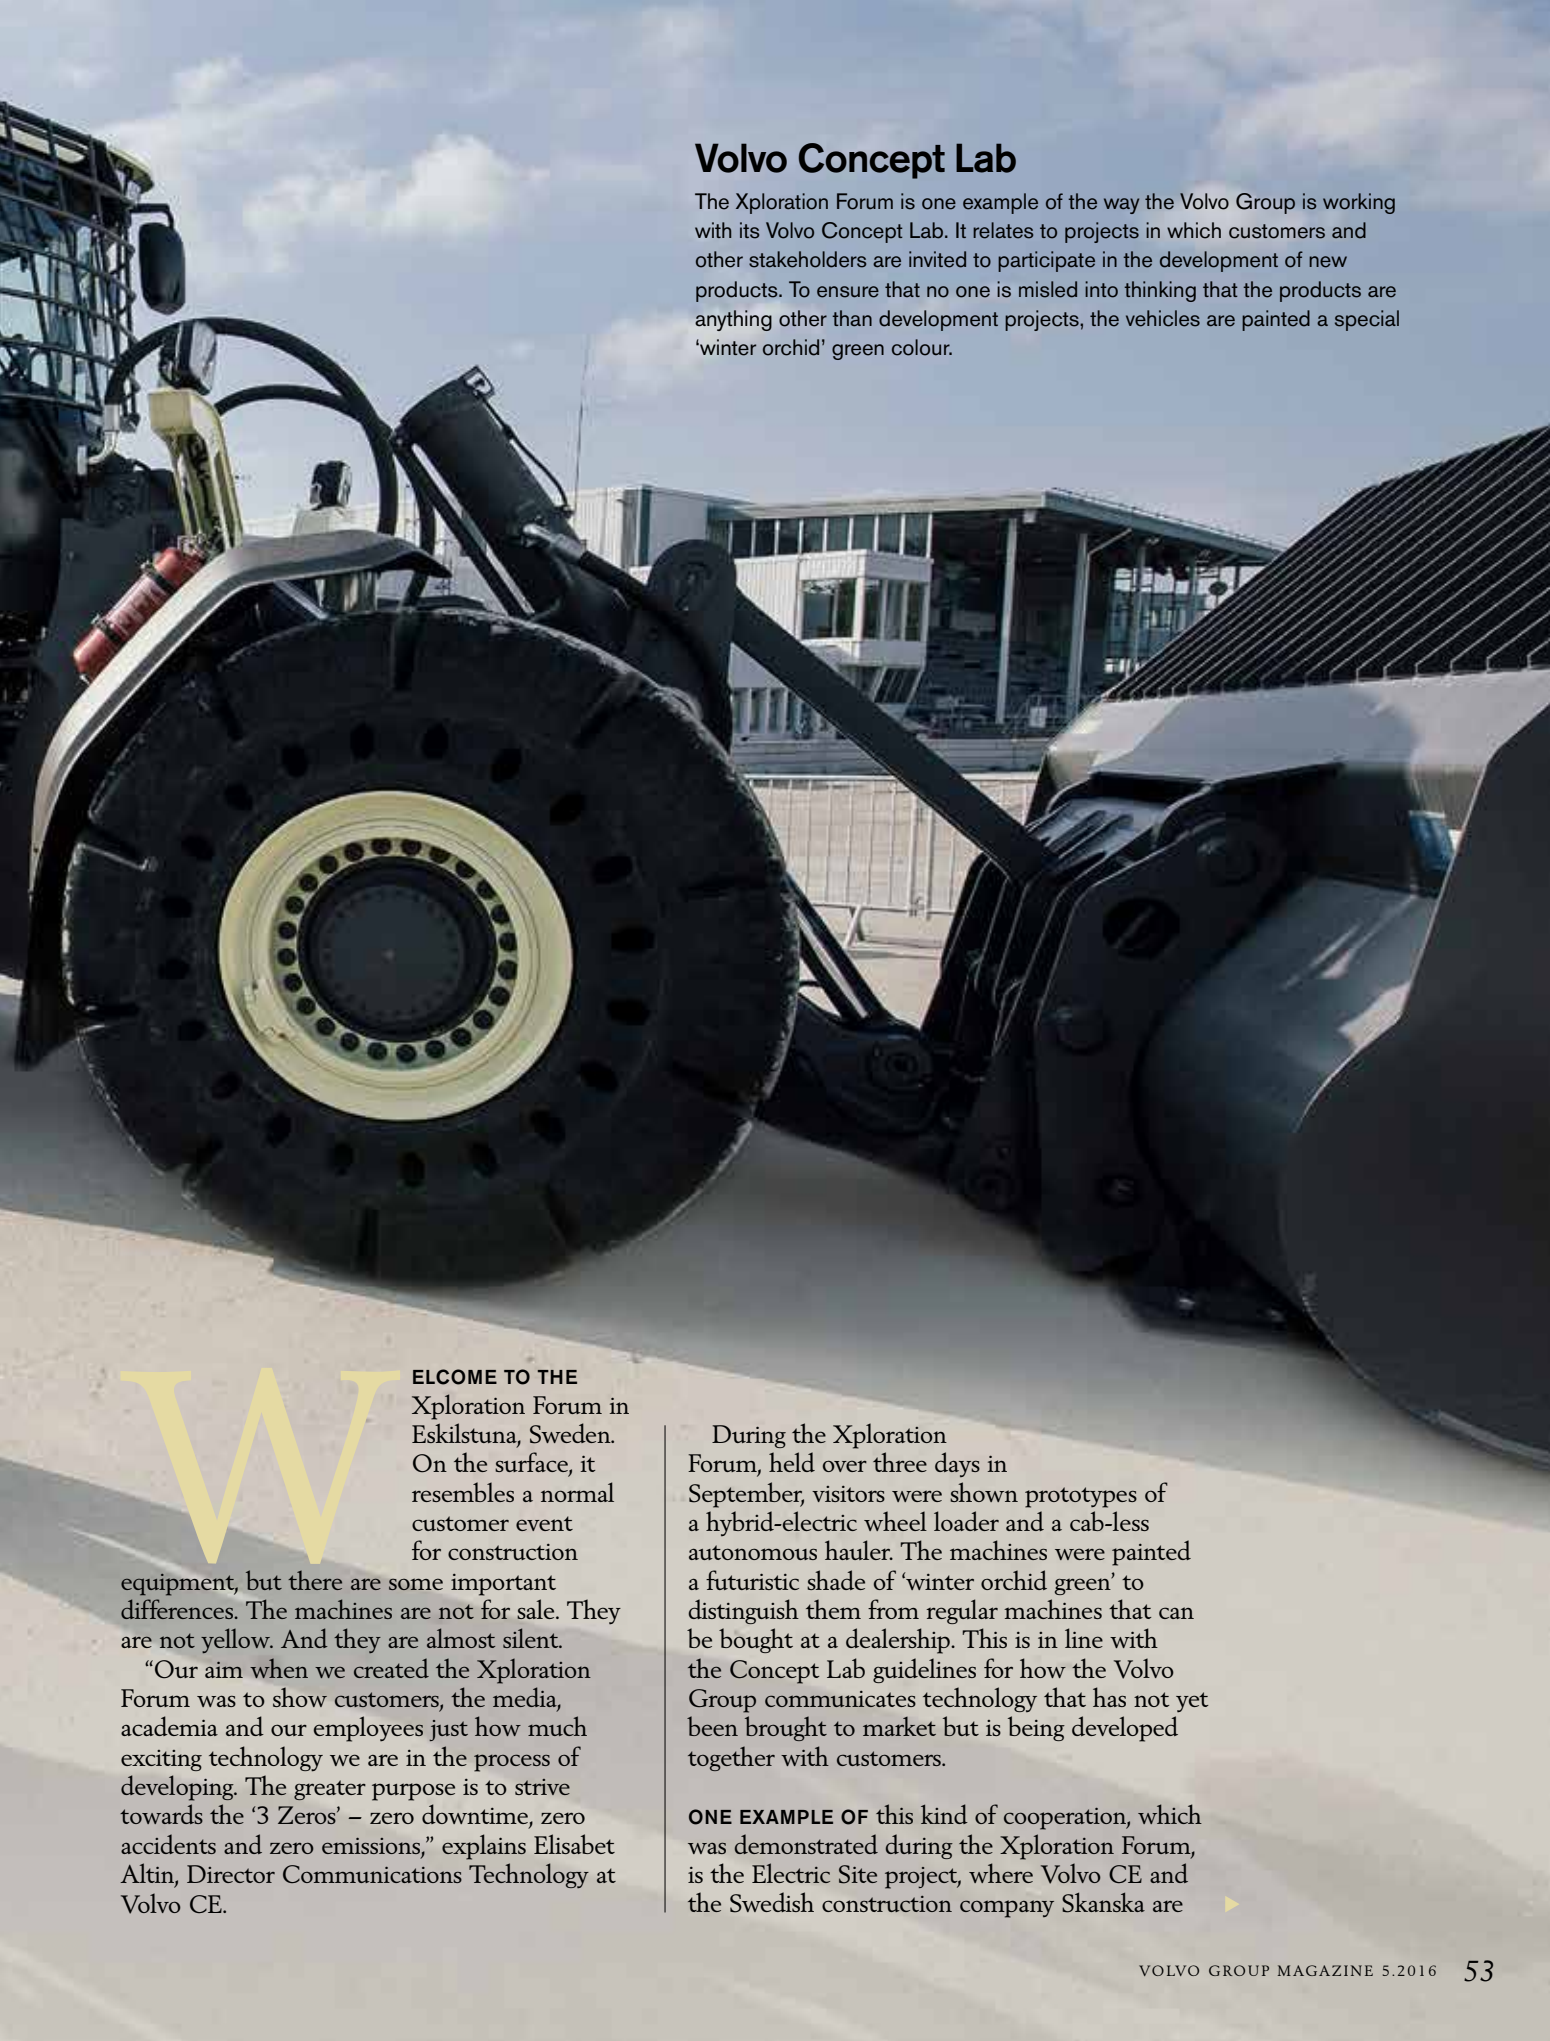 Volvo Concept Lab
The Xploration Forum is one example of the way the Volvo Group is working
with its Volvo Concept Lab. It relates to projects in which customers and
other stakeholders are invited to participate in the development of new
products. To ensure that no one is misled into thinking that the products are
anything other than development projects, the vehicles are painted a special
‘winter orchid’ green colour.
WELCOME TO THE
Xploration Forum in
Eskilstuna, Sweden.
On the surface, it
resembles a normal
customer event
for construction
equipment, but there are some important
differences. The machines are not for sale. They
are not yellow. And they are almost silent.
“Our aim when we created the Xploration
Forum was to show customers, the media,
academia and our employees just how much
exciting technology we are in the process of
developing. The greater purpose is to strive
towards the ‘3 Zeros’ – zero downtime, zero
accidents and zero emissions,” explains Elisabet
Altin, Director Communications Technology at
Volvo CE.
During the Xploration
Forum, held over three days in
September, visitors were shown prototypes of
a hybrid-electric wheel loader and a cab-less
autonomous hauler. The machines were painted
a futuristic shade of ‘winter orchid green’ to
distinguish them from regular machines that can
be bought at a dealership. This is in line with
the Concept Lab guidelines for how the Volvo
Group communicates technology that has not yet
been brought to market but is being developed
together with customers.
ONE EXAMPLE OF this kind of cooperation, which
was demonstrated during the Xploration Forum,
is the Electric Site project, where Volvo CE and
the Swedish construction company Skanska are
VOLVO GROUP MAGAZINE 5.2016 53